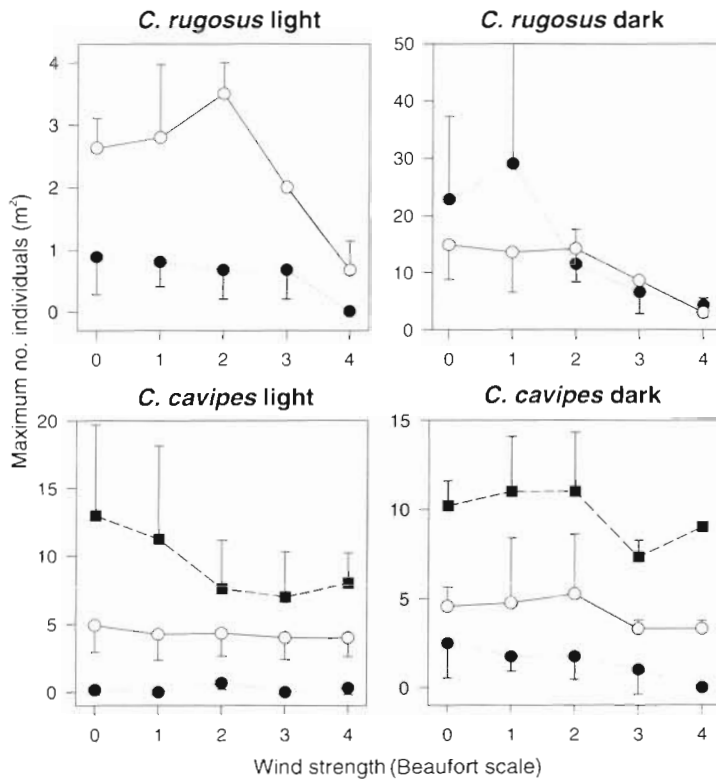 C. rugosus light
C. rugosus dark
4
3
2
1
0
0 1 2 3 4
50
40
30
20
10
0
0 1 2 3 4
Maximum no. individuals (m²)
C. cavipes light
C. cavipes dark
20
15
10
5
0
0 1 2 3 4
15
10
5
0
0 1 2 3 4
Wind strength (Beaufort scale)